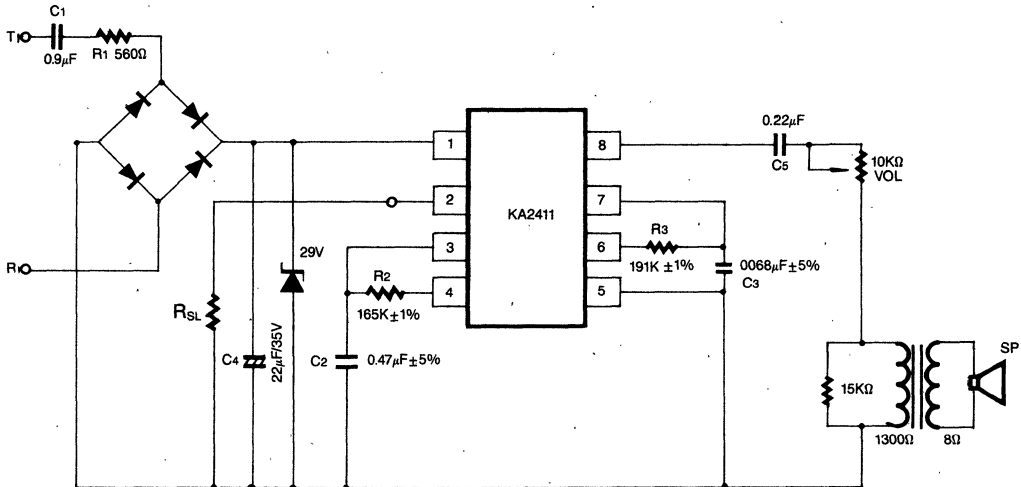 C1
T1
0.9µF
R1 560Ω
R1
RSL
C4
22µF/35V
29V
C2
0.47µF±5%
R2
165K±1%
1
2
3
4
KA2411
8
7
6
5
R3
191K ±1%
0068µF±5%
C3
0.22µF
C5
10KΩ
VOL
15KΩ
1300Ω
8Ω
SP